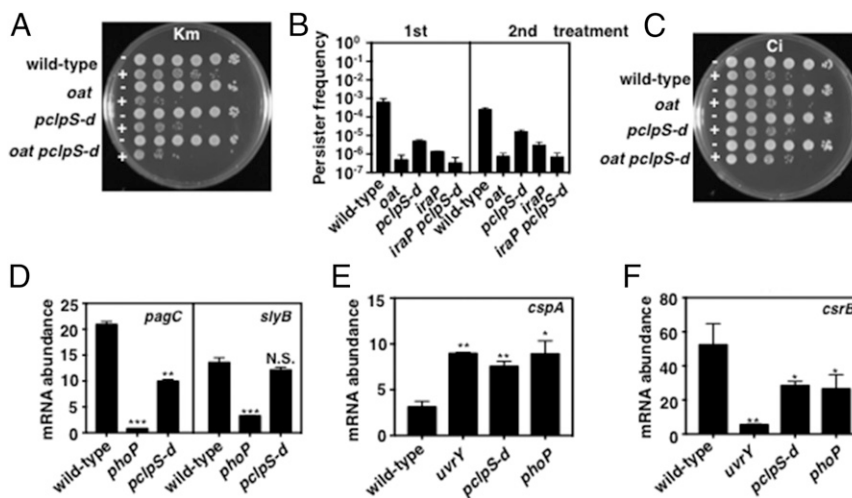 A
Km
wild-type
-
+
oat
-
+
pclpS-d
-
+
oat pclpS-d
-
+
B
1st 2nd treatment
Persister frequency
10^0
10^-1
10^-2
10^-3
10^-4
10^-5
10^-6
10^-7
wild-type
oat
pclpS-d
iraP
iraP pclpS-d
wild-type
oat
pclpS-d
iraP
iraP pclpS-d
C
Ci
wild-type
-
+
oat
-
+
pclpS-d
-
+
oat pclpS-d
-
+
D
mRNA abundance
25
20
15
10
5
0
pagC
slyB
***
**
***
N.S.
wild-type
phoP
pclpS-d
wild-type
phoP
pclpS-d
E
mRNA abundance
15
10
5
0
cspA
**
**
*
wild-type
uvrY
pclpS-d
phoP
F
mRNA abundance
80
60
40
20
0
csrB
**
*
*
wild-type
uvrY
pclpS-d
phoP